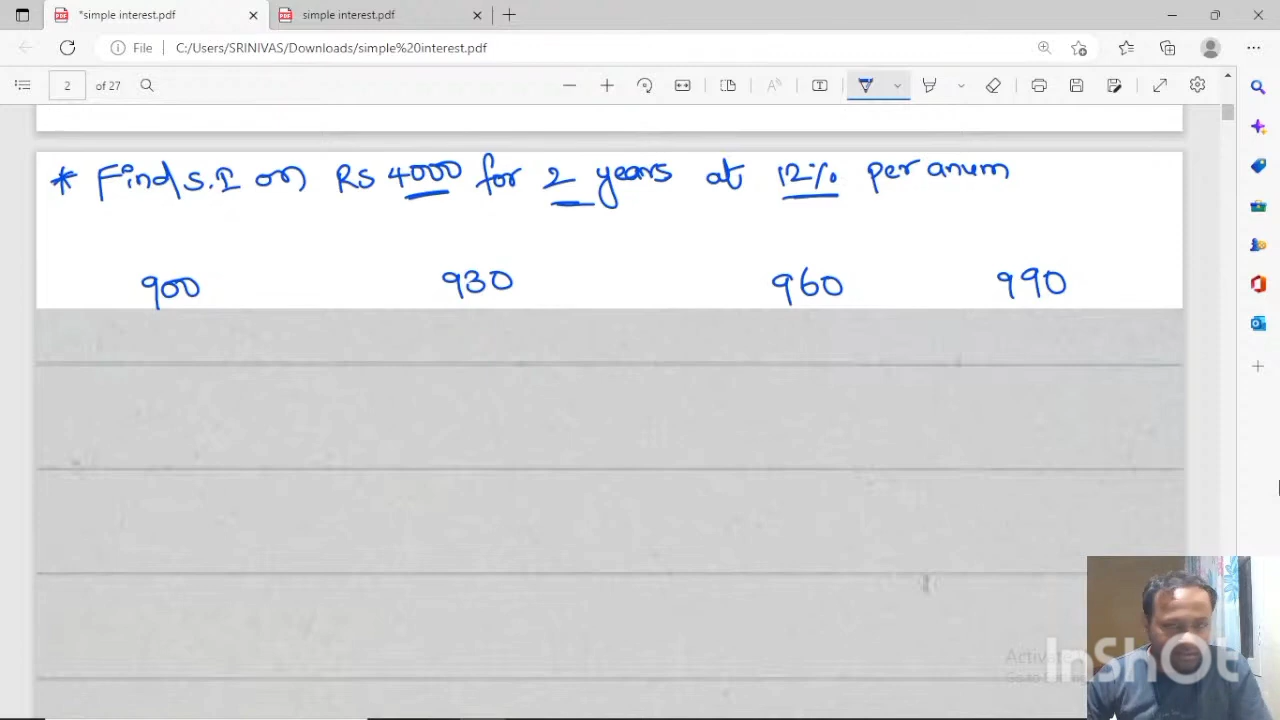 *simple interest.pdf
simple interest.pdf
File C:/Users/SRINIVAS/Downloads/simple%20interest.pdf
2 of 27
* Find S.I on Rs 4000 for 2 years at 12% per anum
900 930 960 990
InShOt